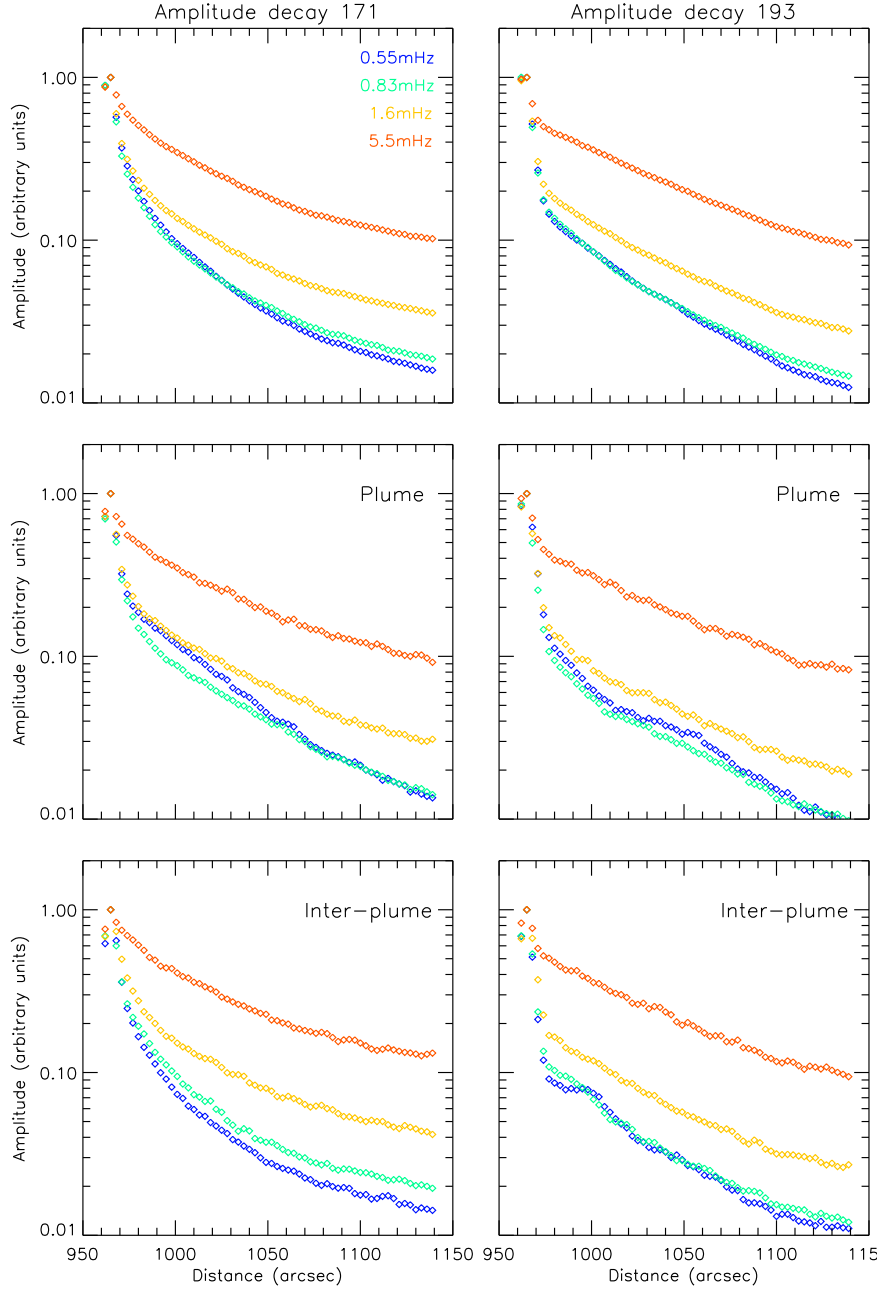 Amplitude decay 171
Amplitude decay 193
Amplitude (arbitrary units)
1.00
0.10
0.01
0.55mHz
0.83mHz
1.6mHz
5.5mHz
Amplitude (arbitrary units)
1.00
0.10
0.01
Plume
Plume
Amplitude (arbitrary units)
1.00
0.10
0.01
Inter-plume
Inter-plume
950 1000 1050 1100 1150
Distance (arcsec)
950 1000 1050 1100 1150
Distance (arcsec)